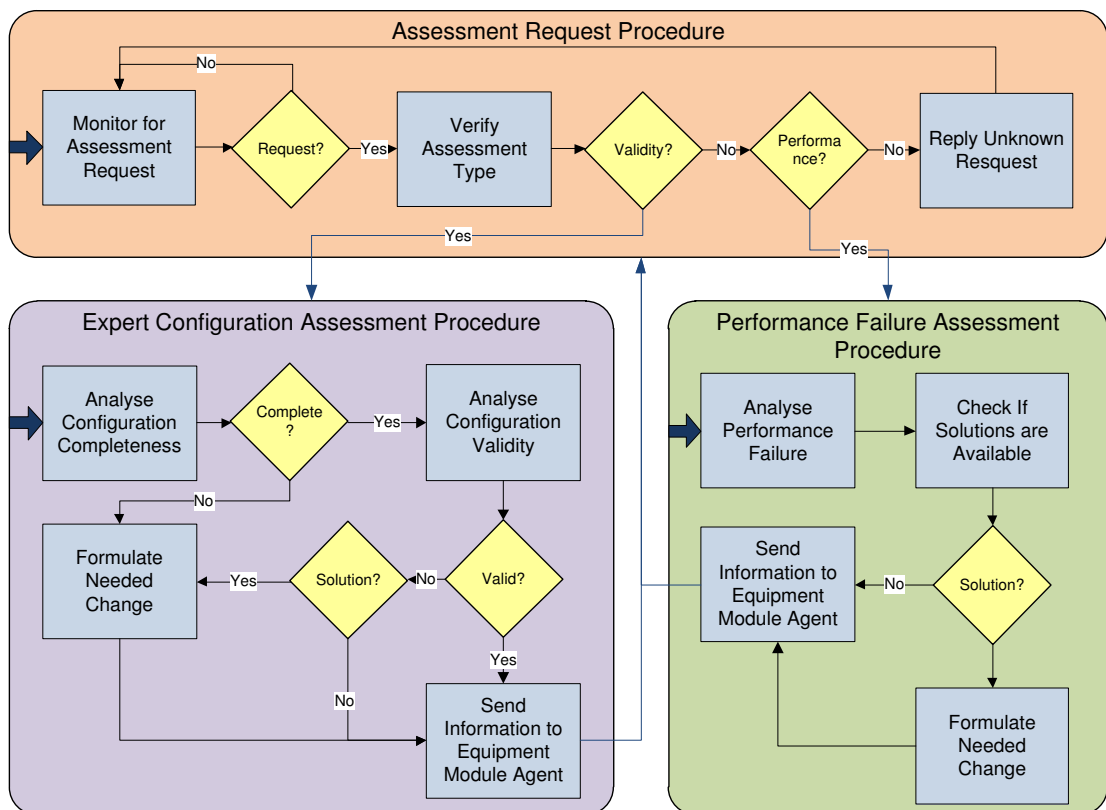 Assessment Request Procedure
No
Monitor for
Assessment
Request
Request?
Yes
Verify
Assessment
Type
Validity?
No
Performa
nce?
No
Reply Unknown
Resquest
Yes
Yes
Expert Configuration Assessment Procedure
Analyse
Configuration
Completeness
Complete
?
Yes
Analyse
Configuration
Validity
No
Formulate
Needed
Change
Yes
Solution?
No
Valid?
Yes
No
Send
Information to
Equipment
Module Agent
Performance Failure Assessment
Procedure
Analyse
Performance
Failure
Check If
Solutions are
Available
Send
Information to
Equipment
Module Agent
No
Solution?
Formulate
Needed
Change